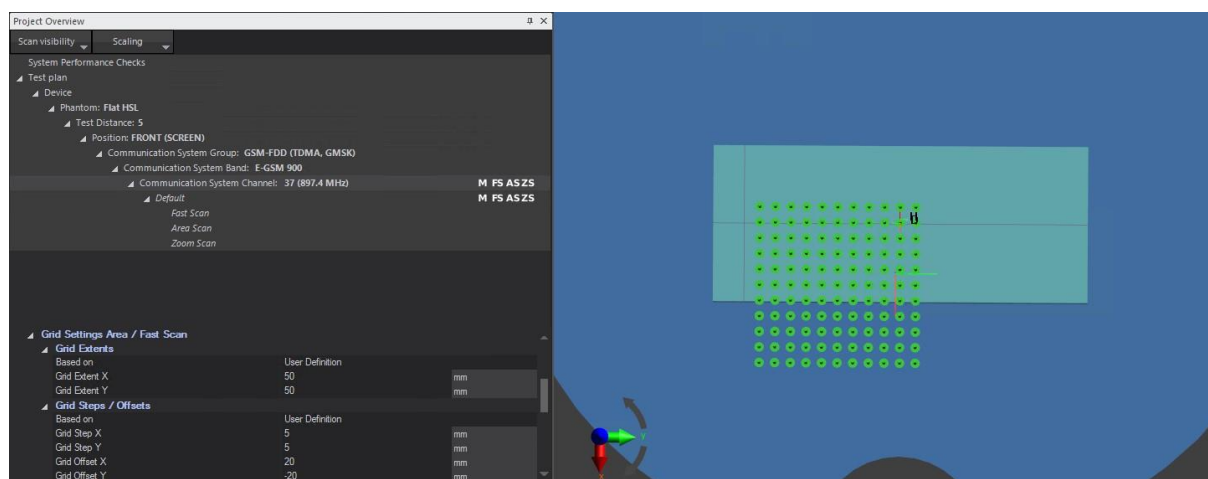 Project Overview
Scan visibility
Scaling
System Performance Checks
Test plan
Device
Phantom: Flat HSL
Test Distance: 5
Position: FRONT (SCREEN)
Communication System Group: GSM-FDD (TDMA, GMSK)
Communication System Band: E-GSM 900
Communication System Channel: 37 (897.4 MHz) M FS AS ZS
Default M FS AS ZS
Fast Scan
Area Scan
Zoom Scan
Grid Settings Area / Fast Scan
Grid Extents
Based on User Definition
Grid Extent X 50 mm
Grid Extent Y 50 mm
Grid Steps / Offsets
Based on User Definition
Grid Step X 5 mm
Grid Step Y 5 mm
Grid Offset X 20 mm
Grid Offset Y -20 mm
Y